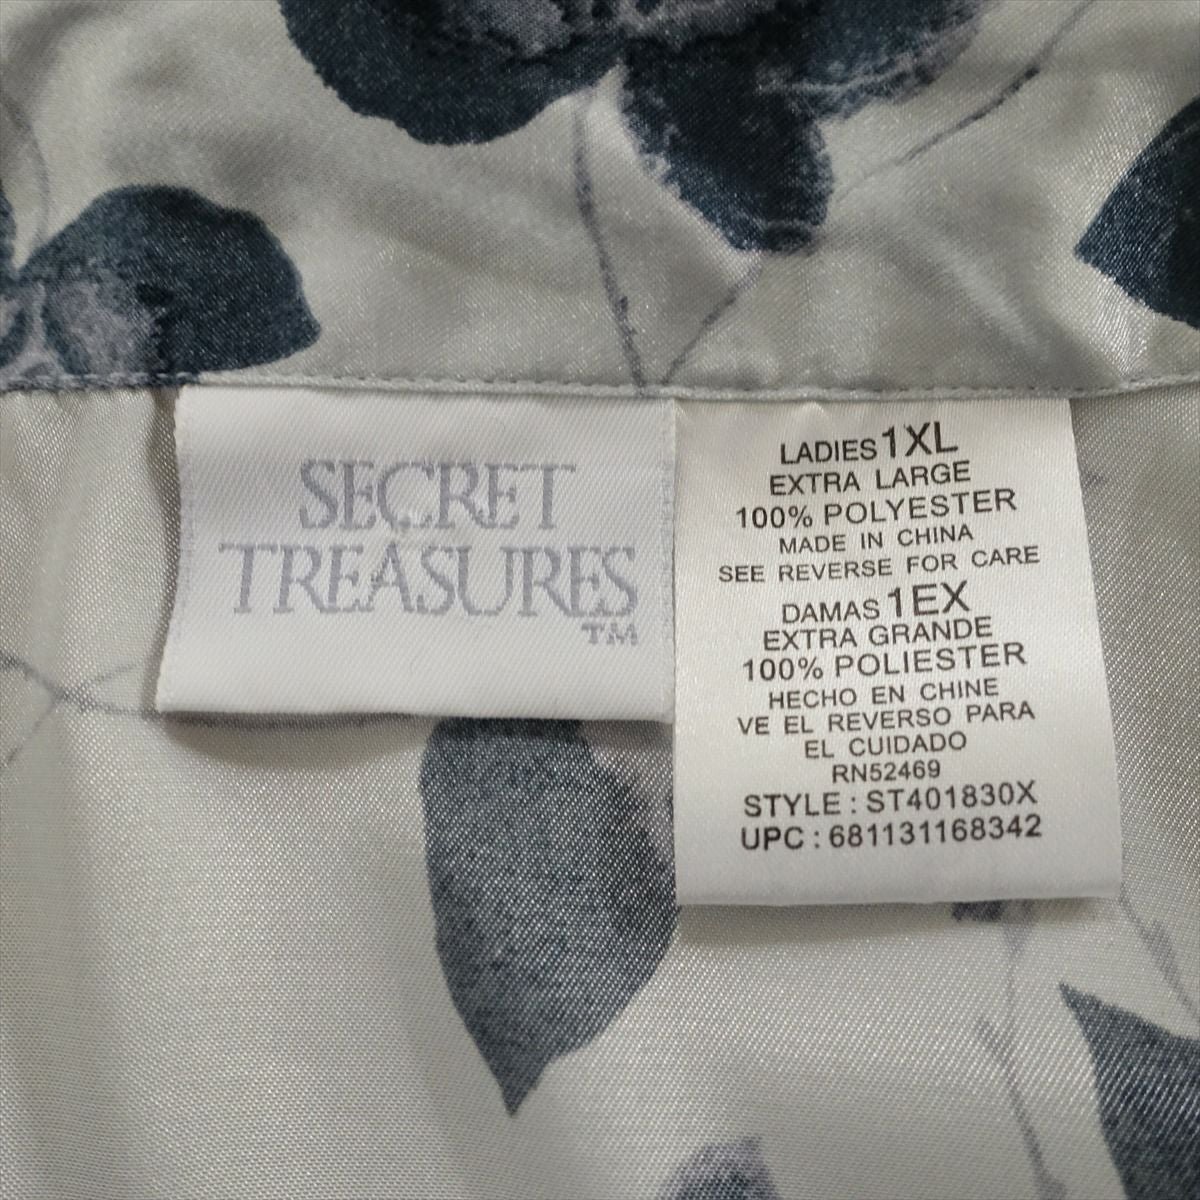 SECRET
TREASURES
TM
LADIES 1XL
EXTRA LARGE
100% POLYESTER
MADE IN CHINA
SEE REVERSE FOR CARE
DAMAS 1EX
EXTRA GRANDE
100% POLIESTER
HECHO EN CHINE
VE EL REVERSO PARA
EL CUIDADO
RN52469
STYLE : ST401830X
UPC : 681131168342